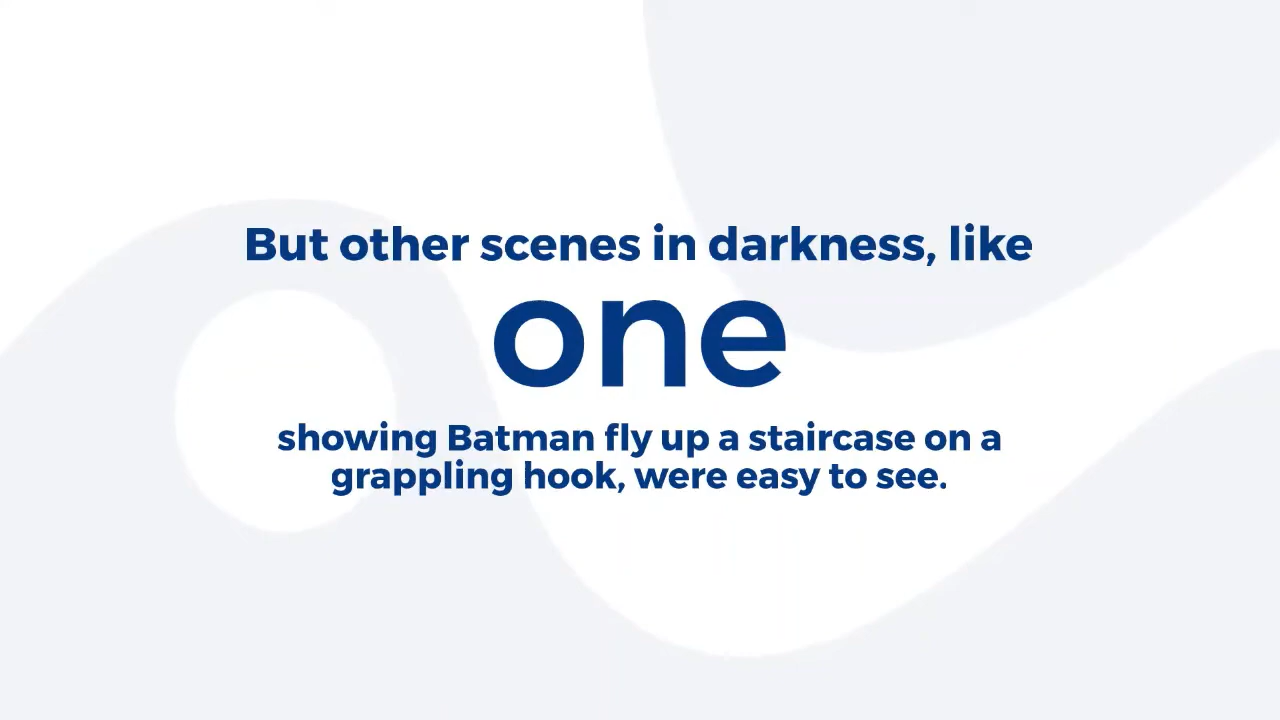 But other scenes in darkness, like
one
showing Batman fly up a staircase on a
grappling hook, were easy to see.